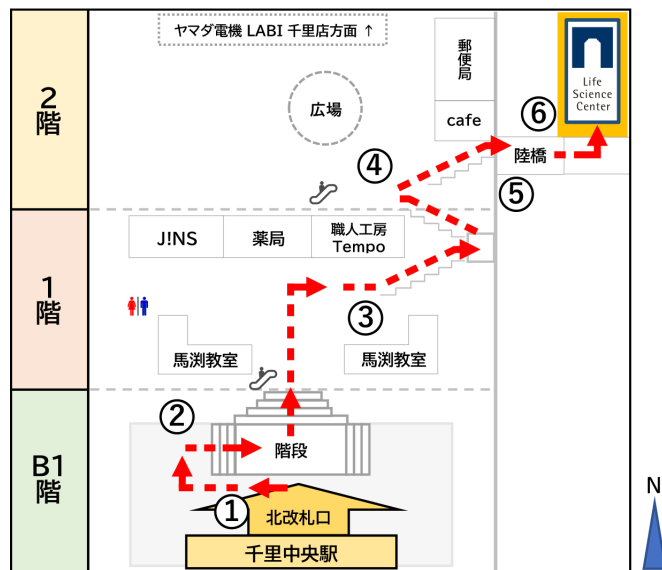 ヤマダ電機 LABI 千里店方面 ↑
2
階
広場
郵
便
局
cafe
Life
Science
Center
⑥
④
陸橋
⑤
1
階
J!NS
薬局
職人工房
Tempo
③
馬渕教室
馬渕教室
B1
階
②
階段
①
北改札口
千里中央駅
N